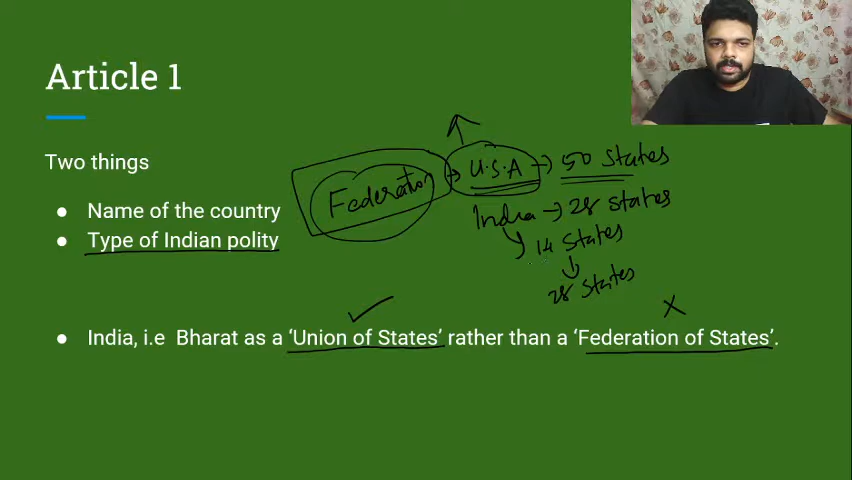 Article 1
Two things
Federation → U.S.A → 50 States
● Name of the country
India → 28 States
● Type of Indian polity
14 States
28 States
● India, i.e Bharat as a ‘Union of States’ rather than a ‘Federation of States’.